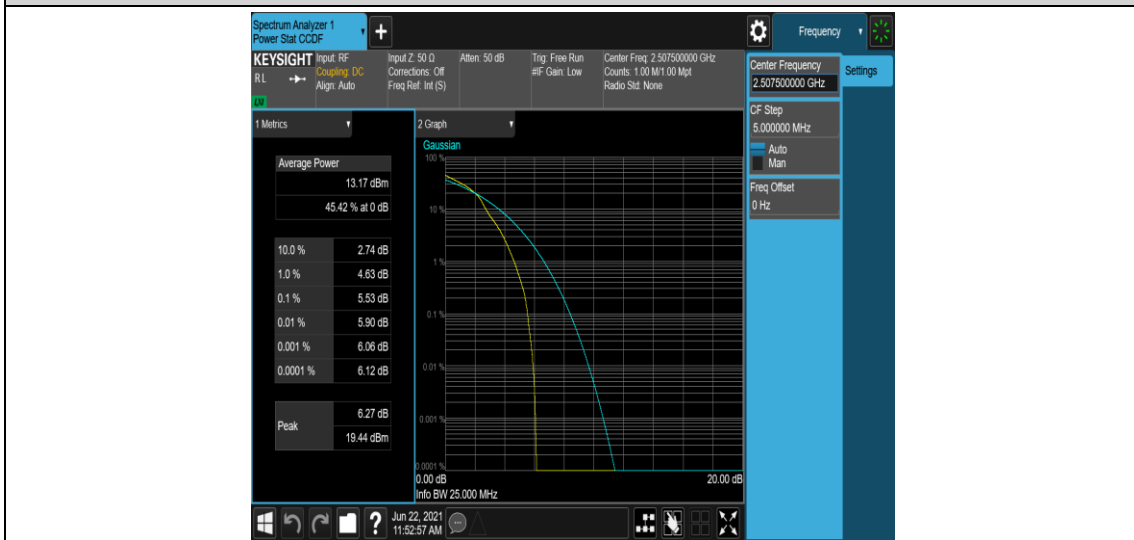 Spectrum Analyzer 1
Power Stat CCDF
+
Frequency
KEYSIGHT
RL
LXI
Input: RF
Coupling: DC
Align: Auto
Input Z: 50 Ω
Corrections: Off
Freq Ref: Int (S)
Atten: 50 dB
Trig: Free Run
#IF Gain: Low
Center Freq: 2.507500000 GHz
Counts: 1.00 M/1.00 Mpt
Radio Std: None
Center Frequency
2.507500000 GHz
Settings
CF Step
5.000000 MHz
Auto
Man
Freq Offset
0 Hz
1 Metrics
Average Power
13.17 dBm
45.42 % at 0 dB
10.0 % 2.74 dB
1.0 % 4.63 dB
0.1 % 5.53 dB
0.01 % 5.90 dB
0.001 % 6.06 dB
0.0001 % 6.12 dB
Peak
6.27 dB
19.44 dBm
2 Graph
Gaussian
100 %
10 %
1 %
0.1 %
0.01 %
0.001 %
0.0001 %
0.00 dB 20.00 dB
Info BW 25.000 MHz
?
Jun 22, 2021
11:52:57 AM